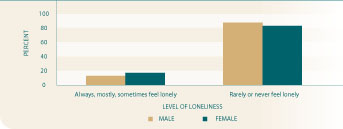 100
80
60
40
20
0
PERCENT
Always, mostly, sometimes feel lonely
Rarely or never feel lonely
LEVEL OF LONELINESS
MALE
FEMALE